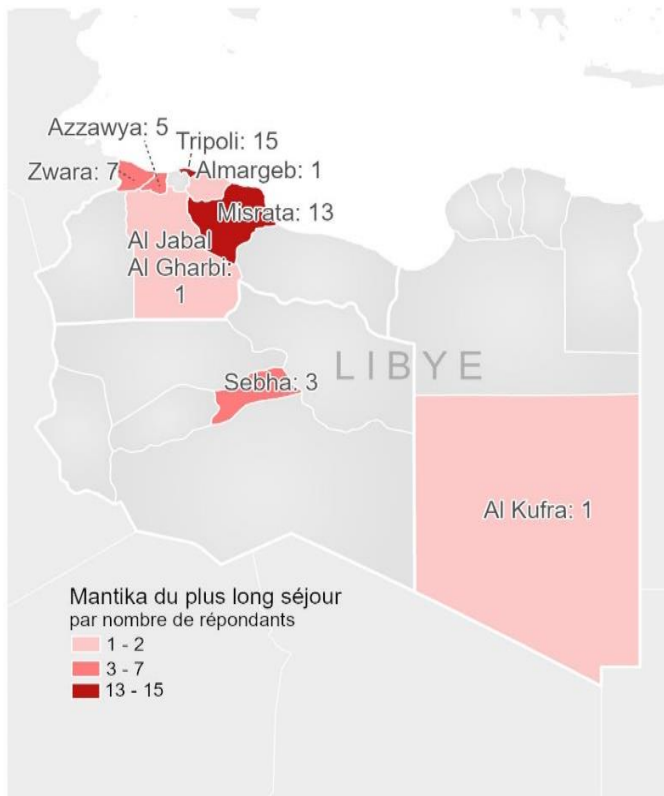 Azzawya: 5
Tripoli: 15
Zwara: 7
Almargeb: 1
Misrata: 13
Al Jabal
Al Gharbi:
1
LIBYE
Sebha: 3
Al Kufra: 1
Mantika du plus long séjour
par nombre de répondants
1 - 2
3 - 7
13 - 15